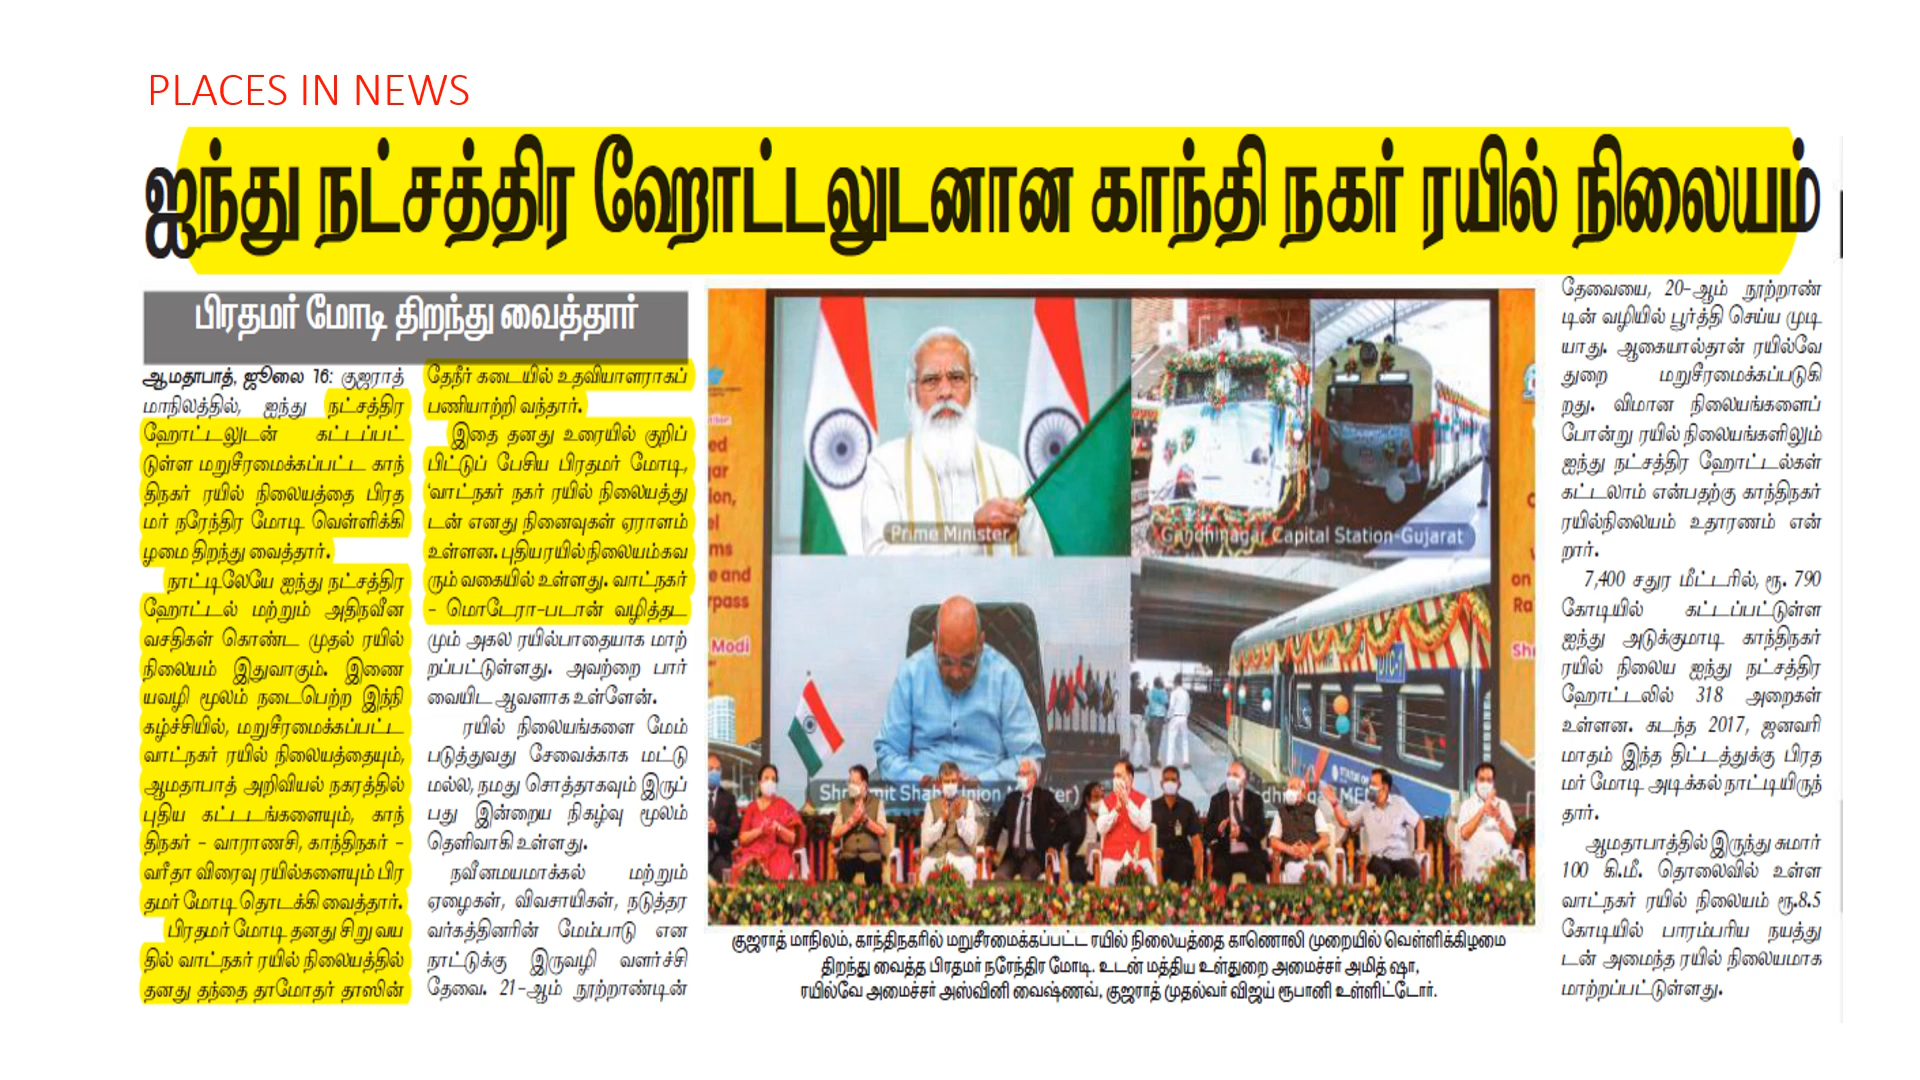 PLACES IN NEWS
ஐந்து நட்சத்திர ஹோட்டலுடனான காந்தி நகர் ரயில் நிலையம்
பிரதமர் மோடி திறந்து வைத்தார்
ஆமதாபாத், ஜூலை 16: குஜராத்
மாநிலத்தில், ஐந்து நட்சத்திர
ஹோட்டலுடன் கட்டப்பட்
டுள்ள மறுசீரமைக்கப்பட்ட காந்
திநகர் ரயில் நிலையத்தை பிரத
மர் நரேந்திர மோடி வெள்ளிக்கி
ழமை திறந்து வைத்தார்.
நாட்டிலேயே ஐந்து நட்சத்திர
ஹோட்டல் மற்றும் அதிநவீன
வசதிகள் கொண்ட முதல் ரயில்
நிலையம் இதுவாகும். இணை
யவழி மூலம் நடைபெற்ற இந்நி
கழ்ச்சியில், மறுசீரமைக்கப்பட்ட
வாட்நகர் ரயில் நிலையத்தையும்,
ஆமதாபாத் அறிவியல் நகரத்தில்
புதிய கட்டடங்களையும், காந்
திநகர் - வாராணசி, காந்திநகர் -
வரீதா விரைவு ரயில்களையும் பிர
தமர் மோடி தொடக்கி வைத்தார்.
பிரதமர் மோடி தனது சிறு வய
தில் வாட்நகர் ரயில் நிலையத்தில்
தனது தந்தை தாமோதர் தாஸின்
தேநீர் கடையில் உதவியாளராகப்
பணியாற்றி வந்தார்.
இதை தனது உரையில் குறிப்
பிட்டுப் பேசிய பிரதமர் மோடி,
'வாட்நகர் நகர் ரயில் நிலையத்து
டன் எனது நினைவுகள் ஏராளம்
உள்ளன. புதிய ரயில் நிலையம் கவ
ரும் வகையில் உள்ளது. வாட்நகர்
- மொடேரா-படான் வழித்தட
மும் அகல ரயில்பாதையாக மாற்
றப்பட்டுள்ளது. அவற்றை பார்
வையிட ஆவளாக உள்ளேன்.
ரயில் நிலையங்களை மேம்
படுத்துவது சேவைக்காக மட்டு
மல்ல, நமது சொத்தாகவும் இருப்
பது இன்றைய நிகழ்வு மூலம்
தெளிவாகி உள்ளது.
நவீனமயமாக்கல் மற்றும்
ஏழைகள், விவசாயிகள், நடுத்தர
வர்கத்தினரின் மேம்பாடு என
நாட்டுக்கு இருவழி வளர்ச்சி
தேவை. 21-ஆம் நூற்றாண்டின்
Prime Minister
Gandhinagar Capital Station-Gujarat
ed
gar
ion,
el
ms
e and
rpass
Modi
on
Ra
குஜராத் மாநிலம், காந்திநகரில் மறுசீரமைக்கப்பட்ட ரயில் நிலையத்தை காணொலி முறையில் வெள்ளிக்கிழமை
திறந்து வைத்த பிரதமர் நரேந்திர மோடி. உடன் மத்திய உள்துறை அமைச்சர் அமித் ஷா,
ரயில்வே அமைச்சர் அஸ்வினி வைஷ்ணவ், குஜராத் முதல்வர் விஜய் ரூபானி உள்ளிட்டோர்.
தேவையை, 20-ஆம் நூற்றாண்
டின் வழியில் பூர்த்தி செய்ய முடி
யாது. ஆகையால்தான் ரயில்வே
துறை மறுசீரமைக்கப்படுகி
றது. விமான நிலையங்களைப்
போன்று ரயில் நிலையங்களிலும்
ஐந்து நட்சத்திர ஹோட்டல்கள்
கட்டலாம் என்பதற்கு காந்திநகர்
ரயில்நிலையம் உதாரணம் என்
றார்.
7,400 சதுர மீட்டரில், ரூ. 790
கோடியில் கட்டப்பட்டுள்ள
ஐந்து அடுக்குமாடி காந்திநகர்
ரயில் நிலைய ஐந்து நட்சத்திர
ஹோட்டலில் 318 அறைகள்
உள்ளன. கடந்த 2017, ஜனவரி
மாதம் இந்த திட்டத்துக்கு பிரத
மர் மோடி அடிக்கல் நாட்டியிருந்
தார்.
ஆமதாபாத்தில் இருந்து சுமார்
100 கி.மீ. தொலைவில் உள்ள
வாட்நகர் ரயில் நிலையம் ரூ.8.5
கோடியில் பாரம்பரிய நயத்து
டன் அமைந்த ரயில் நிலையமாக
மாற்றப்பட்டுள்ளது.